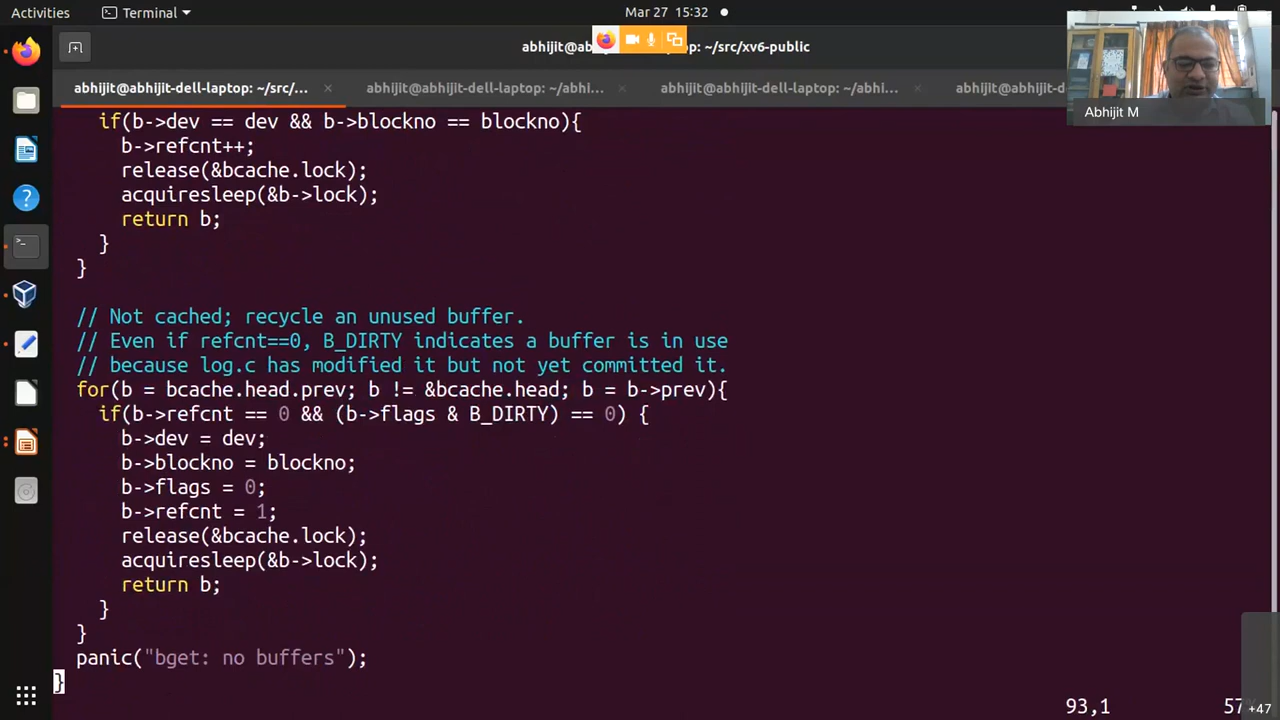 Activities
Terminal
Mar 27 15:32
abhijit@
op: ~/src/xv6-public
Abhijit M
abhijit@abhijit-dell-laptop: ~/src/... ×
abhijit@abhijit-dell-laptop: ~/abhi... ×
abhijit@abhijit-dell-laptop: ~/abhi... ×
abhijit@abhijit-dell-l
if(b->dev == dev && b->blockno == blockno){
b->refcnt++;
release(&bcache.lock);
acquiresleep(&b->lock);
return b;
}
}
// Not cached; recycle an unused buffer.
// Even if refcnt==0, B_DIRTY indicates a buffer is in use
// because log.c has modified it but not yet committed it.
for(b = bcache.head.prev; b != &bcache.head; b = b->prev){
if(b->refcnt == 0 && (b->flags & B_DIRTY) == 0) {
b->dev = dev;
b->blockno = blockno;
b->flags = 0;
b->refcnt = 1;
release(&bcache.lock);
acquiresleep(&b->lock);
return b;
}
}
panic("bget: no buffers");
}
93,1
57
+47